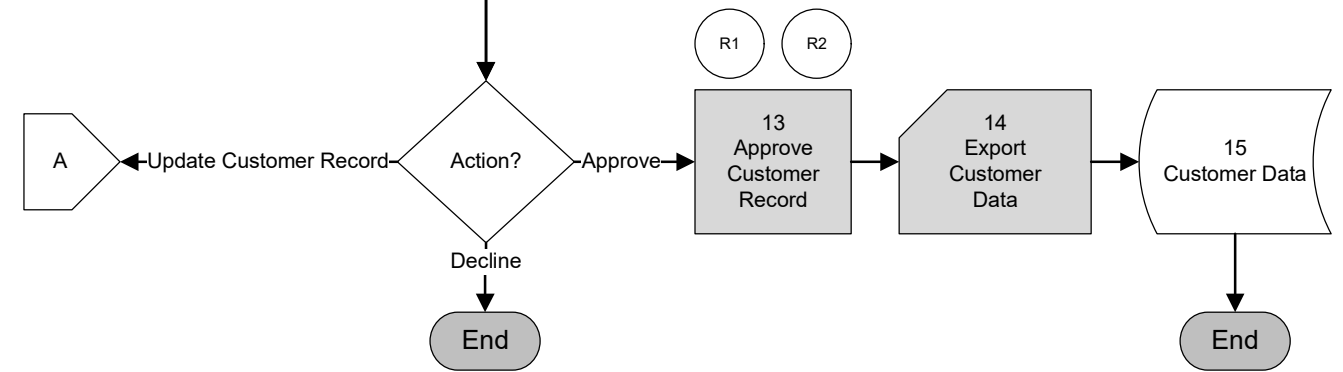 R1
R2
A
Update Customer Record
Action?
Approve
13
Approve
Customer
Record
14
Export
Customer
Data
15
Customer Data
Decline
End
End